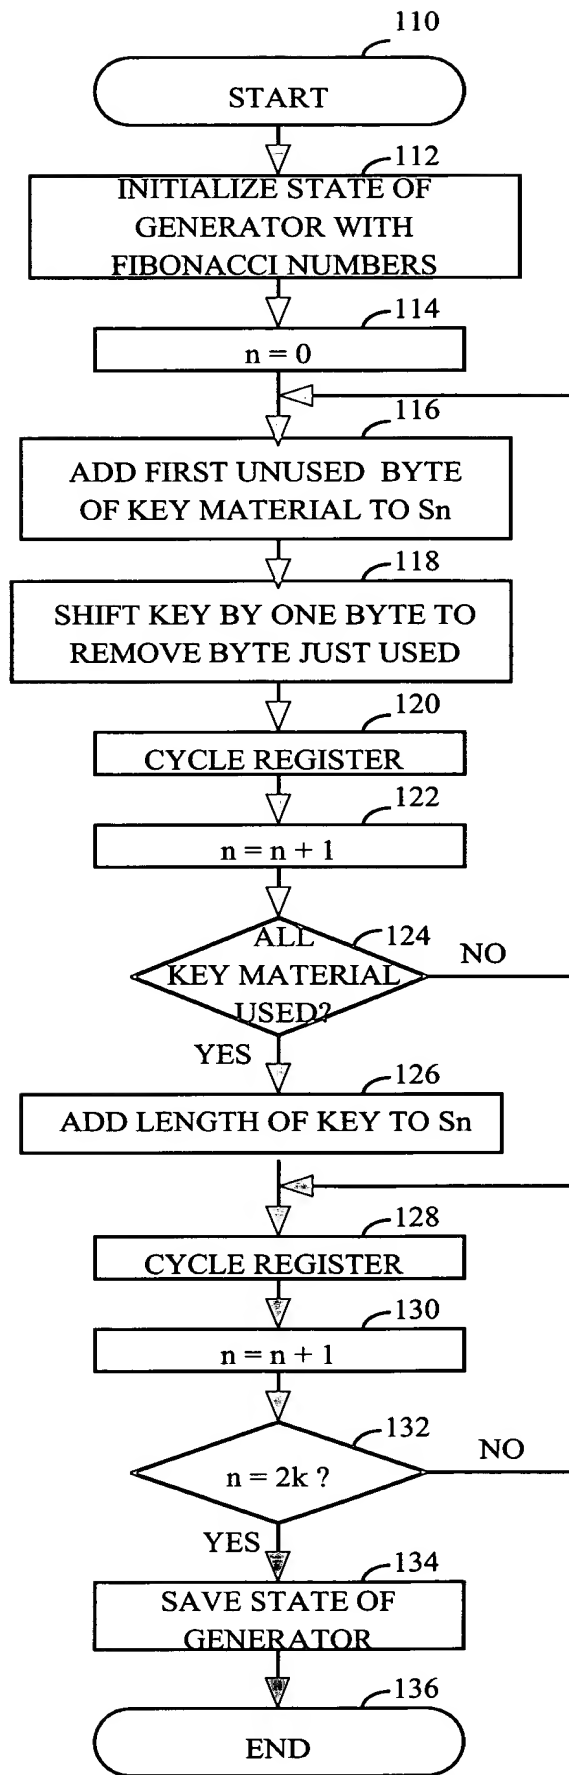 110
START
112
INITIALIZE STATE OF
GENERATOR WITH
FIBONACCI NUMBERS
114
n = 0
116
ADD FIRST UNUSED BYTE
OF KEY MATERIAL TO Sn
118
SHIFT KEY BY ONE BYTE TO
REMOVE BYTE JUST USED
120
CYCLE REGISTER
122
n = n + 1
124
ALL
KEY MATERIAL
USED?
NO
YES
126
ADD LENGTH OF KEY TO Sn
128
CYCLE REGISTER
130
n = n + 1
132
n = 2k ?
NO
YES
134
SAVE STATE OF
GENERATOR
136
END